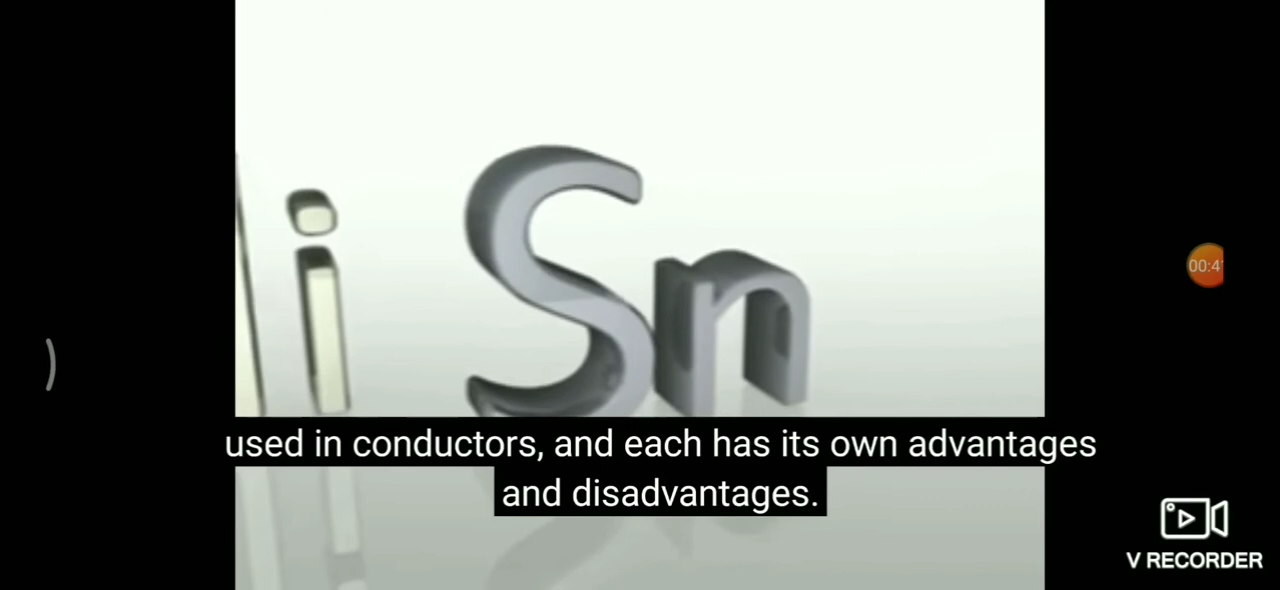 i Sn
00:4
used in conductors, and each has its own advantages
and disadvantages.
V RECORDER